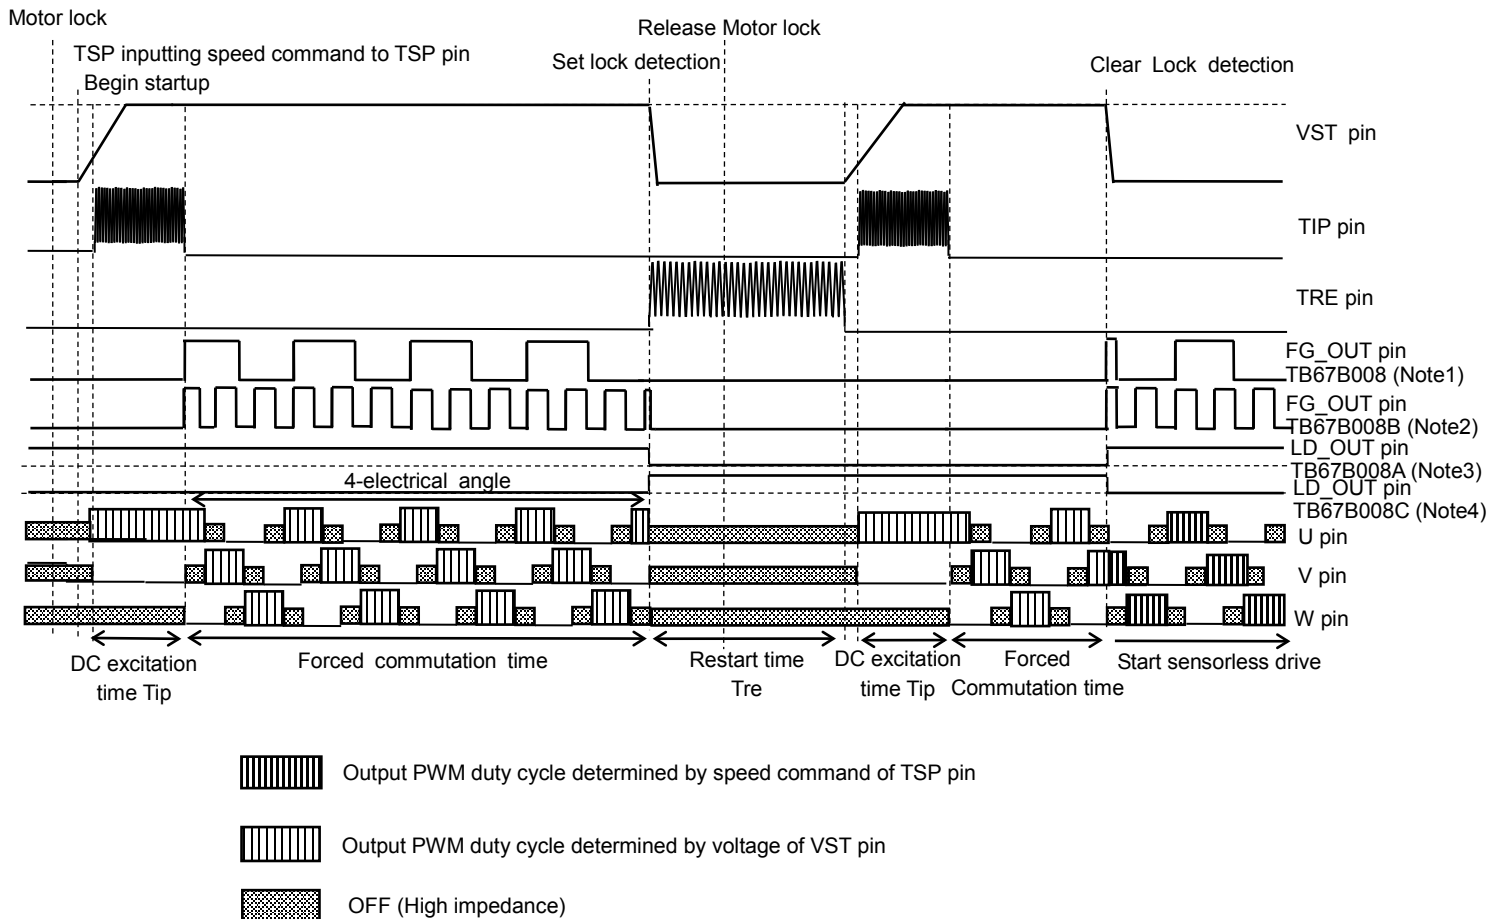 Motor lock
Release Motor lock
TSP inputting speed command to TSP pin
Set lock detection
Clear Lock detection
Begin startup
VST pin
TIP pin
TRE pin
FG_OUT pin
TB67B008 (Note1)
FG_OUT pin
TB67B008B (Note2)
LD_OUT pin
TB67B008A (Note3)
4-electrical angle
LD_OUT pin
TB67B008C (Note4)
U pin
V pin
W pin
DC excitation
time Tip
Forced commutation time
Restart time
Tre
DC excitation
time Tip
Forced
Commutation time
Start sensorless drive
Output PWM duty cycle determined by speed command of TSP pin
Output PWM duty cycle determined by voltage of VST pin
OFF (High impedance)